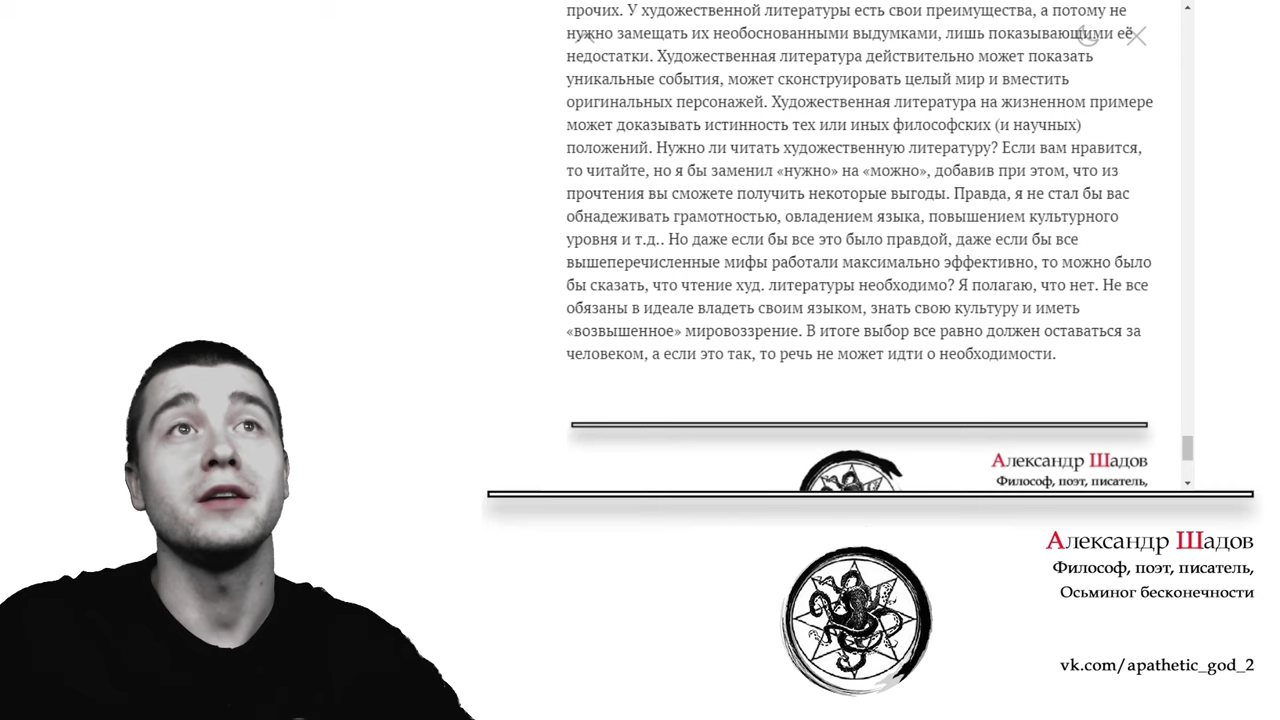 прочих. У художественной литературы есть свои преимущества, а потому не
нужно замещать их необоснованными выдумками, лишь показывающими её
недостатки. Художественная литература действительно может показать
уникальные события, может сконструировать целый мир и вместить
оригинальных персонажей. Художественная литература на жизненном примере
может доказывать истинность тех или иных философских (и научных)
положений. Нужно ли читать художественную литературу? Если вам нравится,
то читайте, но я бы заменил «нужно» на «можно», добавив при этом, что из
прочтения вы сможете получить некоторые выгоды. Правда, я не стал бы вас
обнадеживать грамотностью, овладением языка, повышением культурного
уровня и т.д.. Но даже если бы все это было правдой, даже если бы все
вышеперечисленные мифы работали максимально эффективно, то можно было
бы сказать, что чтение худ. литературы необходимо? Я полагаю, что нет. Не все
обязаны в идеале владеть своим языком, знать свою культуру и иметь
«возвышенное» мировоззрение. В итоге выбор все равно должен оставаться за
человеком, а если это так, то речь не может идти о необходимости.
Александр Шадов
Философ, поэт, писатель,
Александр Шадов
Философ, поэт, писатель,
Осьминог бесконечности
vk.com/apathetic_god_2